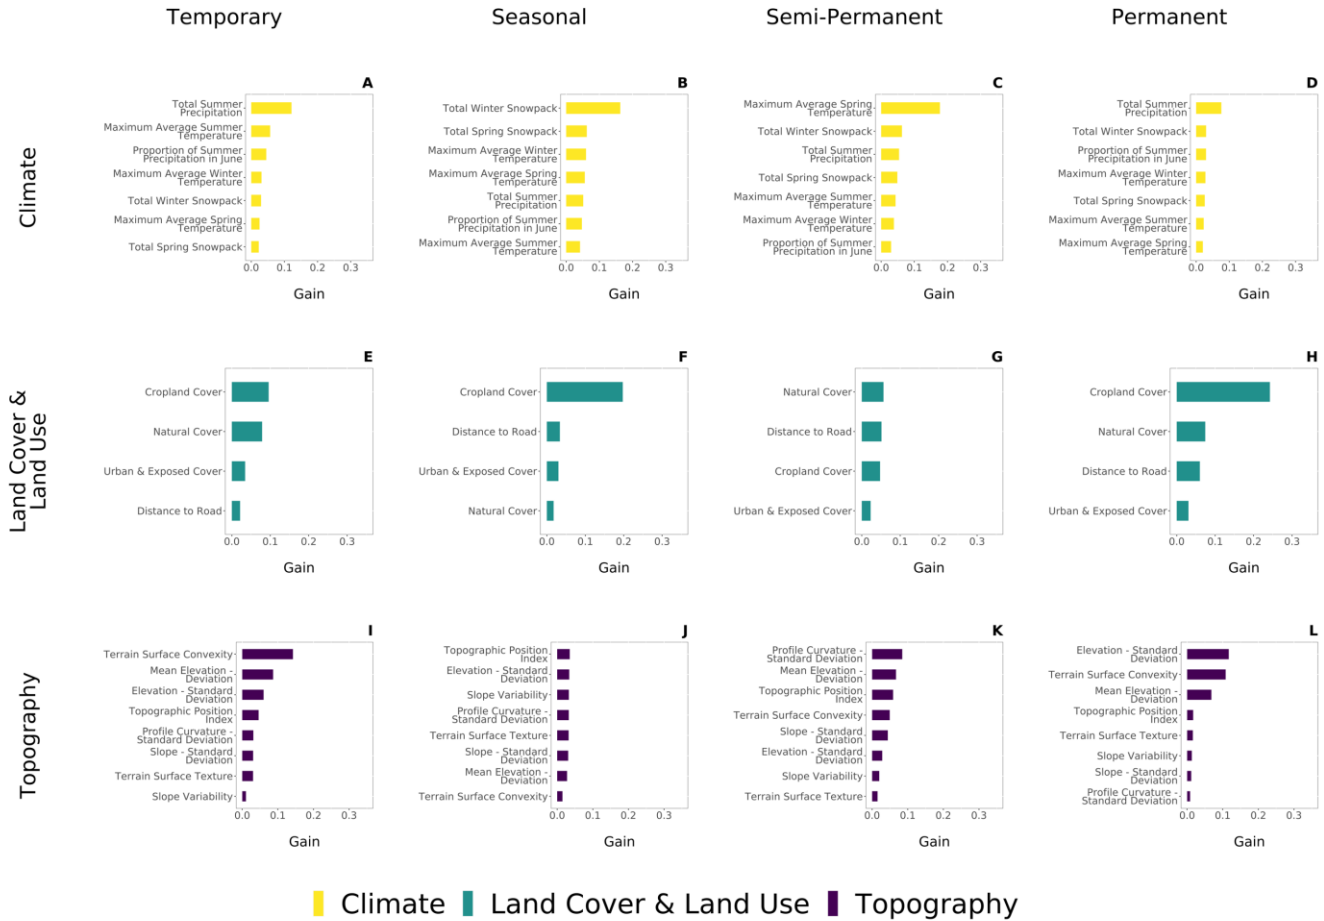 Temporary
Seasonal
Semi-Permanent
Permanent
Climate
A
Total Summer
Precipitation
Maximum Average Summer
Temperature
Proportion of Summer
Precipitation in June
Maximum Average Winter
Temperature
Total Winter Snowpack
Maximum Average Spring
Temperature
Total Spring Snowpack
0.0 0.1 0.2 0.3
Gain
B
Total Winter Snowpack
Total Spring Snowpack
Maximum Average Winter
Temperature
Maximum Average Spring
Temperature
Total Summer
Precipitation
Proportion of Summer
Precipitation in June
Maximum Average Summer
Temperature
0.0 0.1 0.2 0.3
Gain
C
Maximum Average Spring
Temperature
Total Winter Snowpack
Total Summer
Precipitation
Total Spring Snowpack
Maximum Average Summer
Temperature
Maximum Average Winter
Temperature
Proportion of Summer
Precipitation in June
0.0 0.1 0.2 0.3
Gain
D
Total Summer
Precipitation
Total Winter Snowpack
Proportion of Summer
Precipitation in June
Maximum Average Winter
Temperature
Total Spring Snowpack
Maximum Average Summer
Temperature
Maximum Average Spring
Temperature
0.0 0.1 0.2 0.3
Gain
Land Cover &
Land Use
E
Cropland Cover
Natural Cover
Urban & Exposed Cover
Distance to Road
0.0 0.1 0.2 0.3
Gain
F
Cropland Cover
Distance to Road
Urban & Exposed Cover
Natural Cover
0.0 0.1 0.2 0.3
Gain
G
Natural Cover
Distance to Road
Cropland Cover
Urban & Exposed Cover
0.0 0.1 0.2 0.3
Gain
H
Cropland Cover
Natural Cover
Distance to Road
Urban & Exposed Cover
0.0 0.1 0.2 0.3
Gain
Topography
I
Terrain Surface Convexity
Mean Elevation -
Deviation
Elevation - Standard
Deviation
Topographic Position
Index
Profile Curvature -
Standard Deviation
Slope - Standard
Deviation
Terrain Surface Texture
Slope Variability
0.0 0.1 0.2 0.3
Gain
J
Topographic Position
Index
Elevation - Standard
Deviation
Slope Variability
Profile Curvature -
Standard Deviation
Terrain Surface Texture
Slope - Standard
Deviation
Mean Elevation -
Deviation
Terrain Surface Convexity
0.0 0.1 0.2 0.3
Gain
K
Profile Curvature -
Standard Deviation
Mean Elevation -
Deviation
Topographic Position
Index
Terrain Surface Convexity
Slope - Standard
Deviation
Elevation - Standard
Deviation
Slope Variability
Terrain Surface Texture
0.0 0.1 0.2 0.3
Gain
L
Elevation - Standard
Deviation
Terrain Surface Convexity
Mean Elevation -
Deviation
Topographic Position
Index
Terrain Surface Texture
Slope Variability
Slope - Standard
Deviation
Profile Curvature -
Standard Deviation
0.0 0.1 0.2 0.3
Gain
Climate Land Cover & Land Use Topography